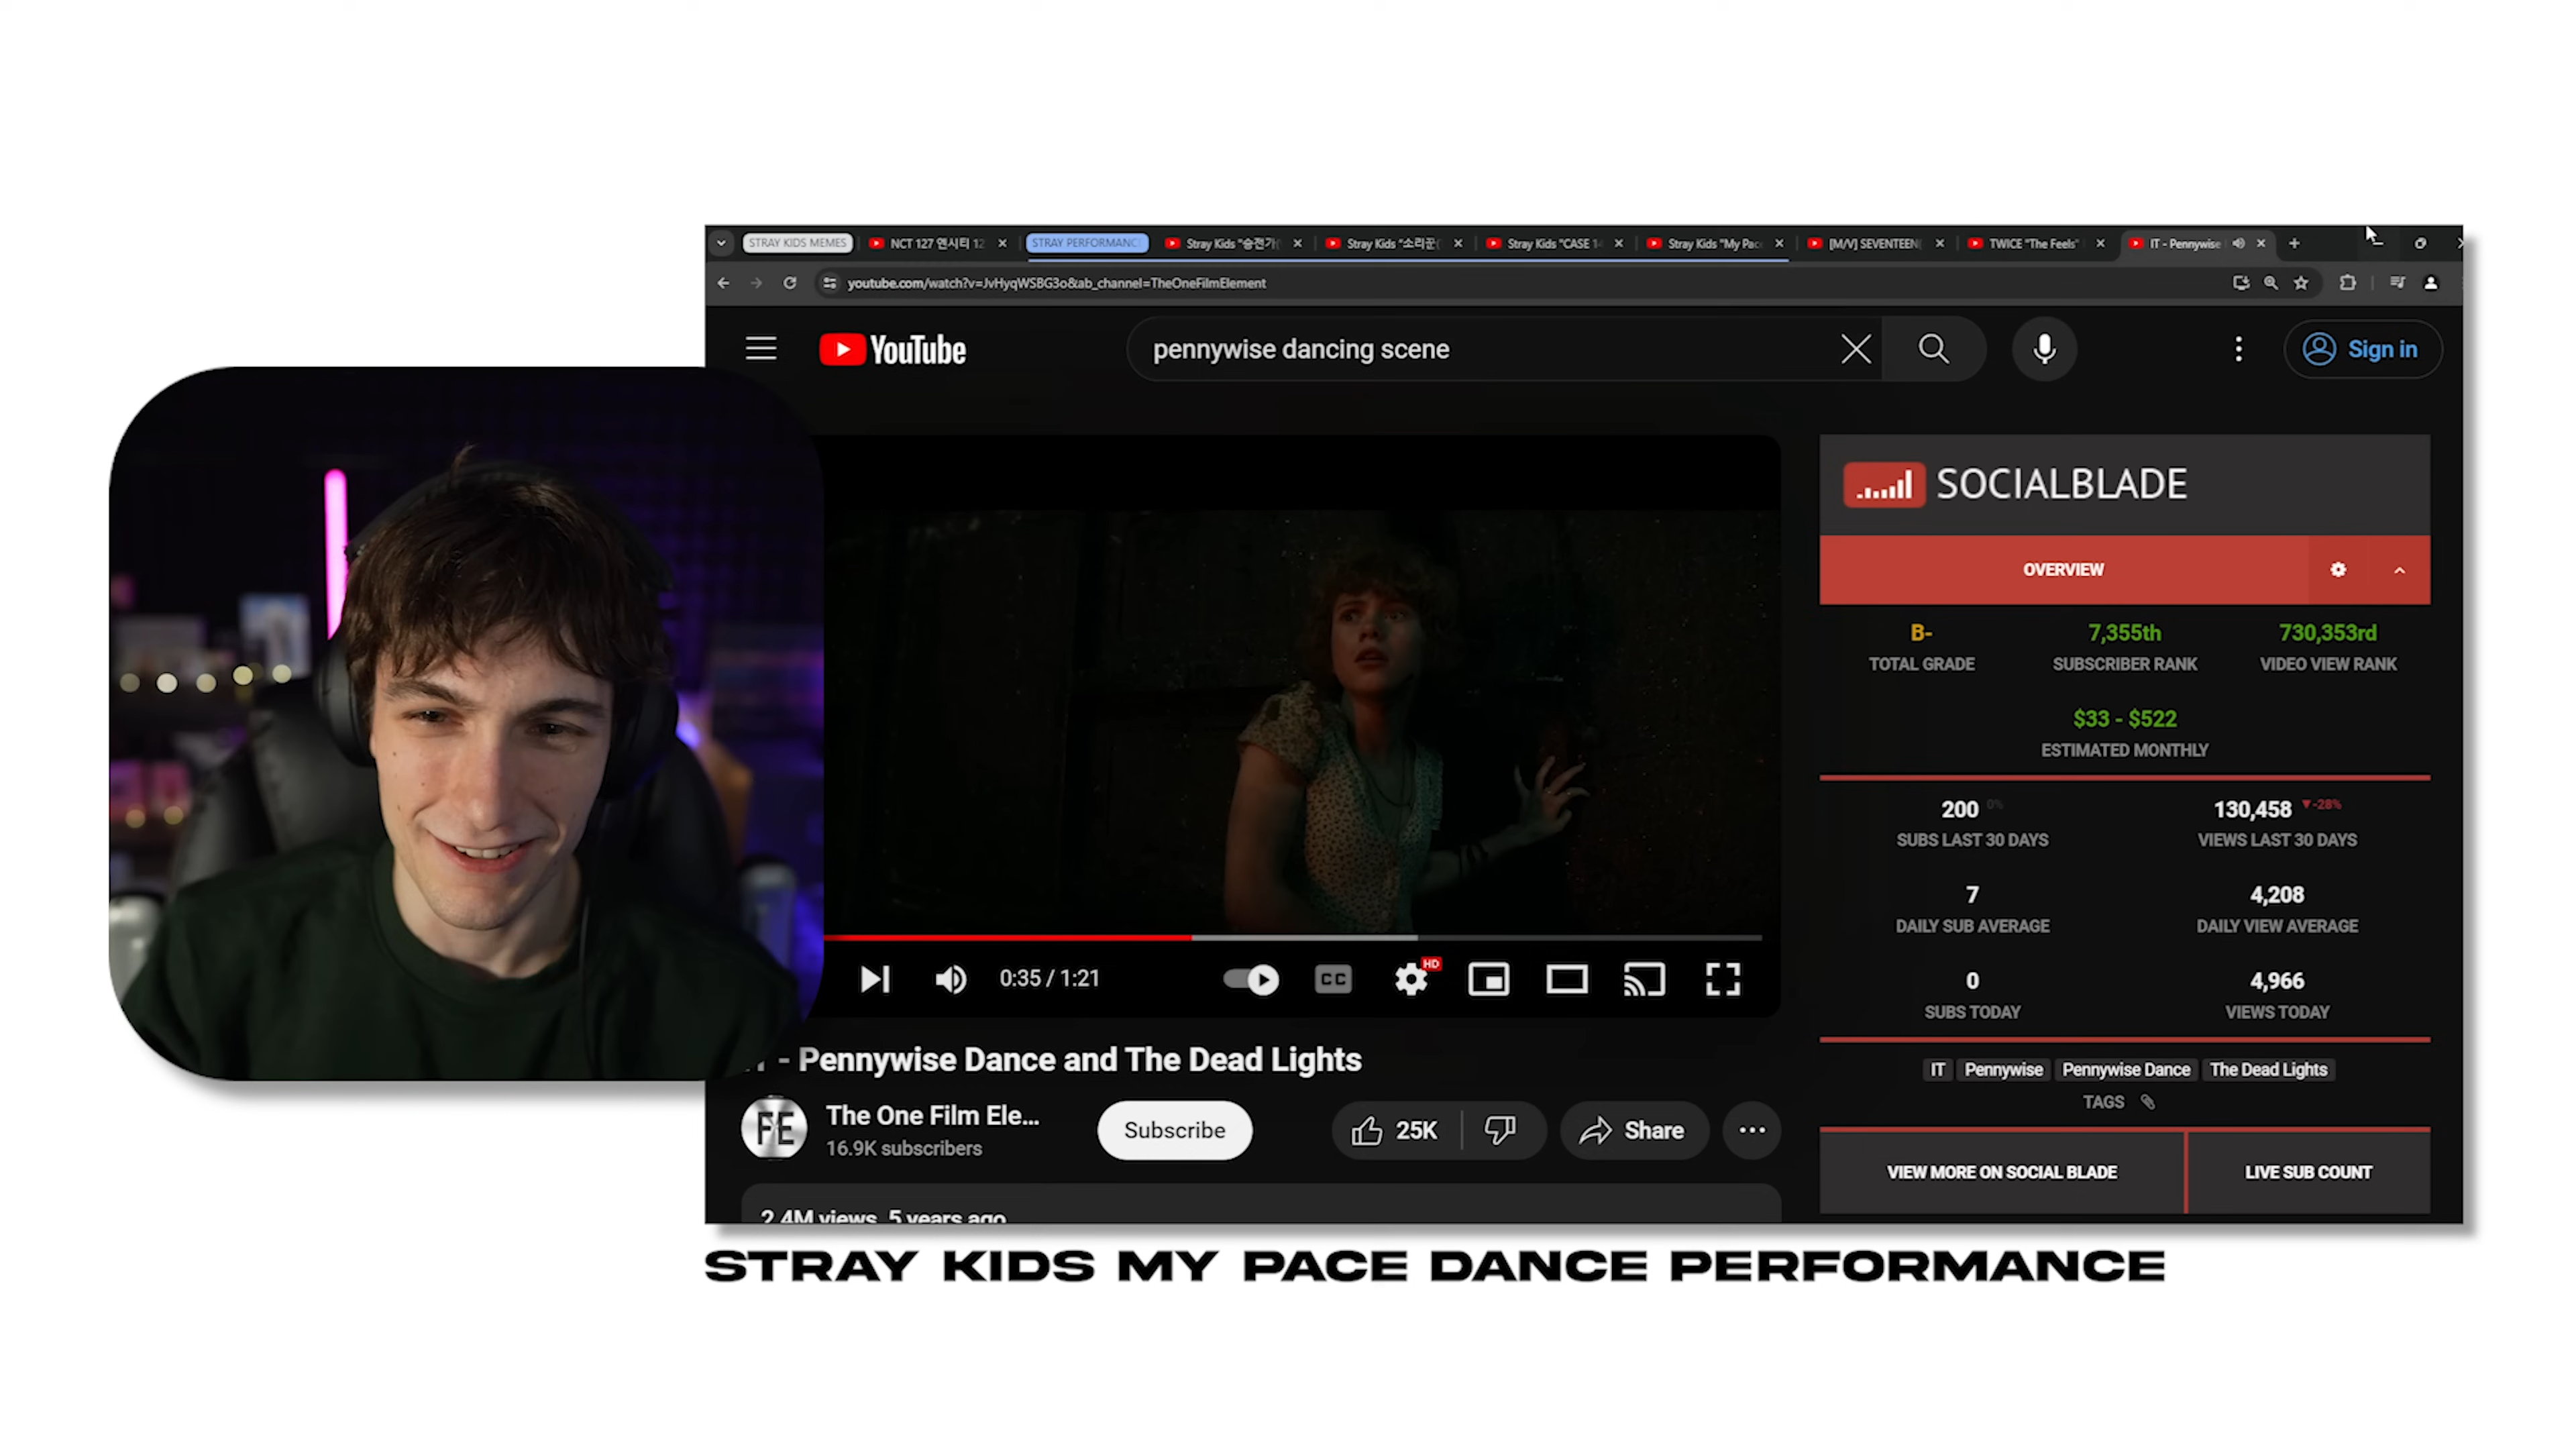 STRAY KIDS MEMES
NCT 127 엔시티 12
STRAY PERFORMANC
Stray Kids "승전가(
Stray Kids "소리꾼(
Stray Kids "CASE 14
Stray Kids "My Pac
[M/V] SEVENTEEN(
TWICE "The Feels"
IT - Pennywise
youtube.com/watch?v=JvHyqWSBG3o&ab_channel=TheOneFilmElement
YouTube
pennywise dancing scene
Sign in
SOCIALBLADE
OVERVIEW
B-
7,355th
730,353rd
TOTAL GRADE
SUBSCRIBER RANK
VIDEO VIEW RANK
$33 - $522
ESTIMATED MONTHLY
200 0%
130,458 ▼-28%
SUBS LAST 30 DAYS
VIEWS LAST 30 DAYS
7
4,208
DAILY SUB AVERAGE
DAILY VIEW AVERAGE
0
4,966
SUBS TODAY
VIEWS TODAY
IT
Pennywise
Pennywise Dance
The Dead Lights
TAGS
VIEW MORE ON SOCIAL BLADE
LIVE SUB COUNT
0:35 / 1:21
CC
HD
- Pennywise Dance and The Dead Lights
FE
The One Film Ele...
16.9K subscribers
Subscribe
25K
Share
2.4M views 5 years ago
STRAY KIDS MY PACE DANCE PERFORMANCE